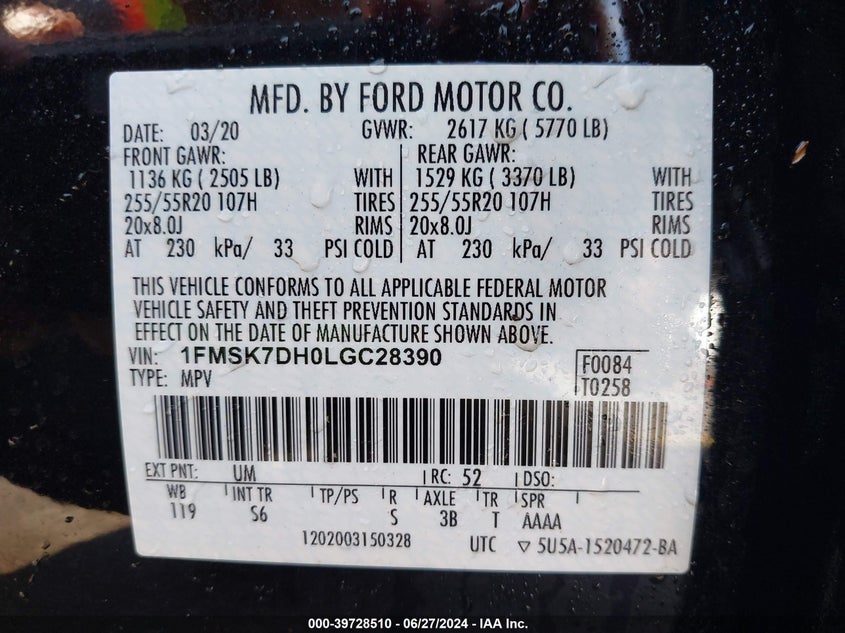 MFD. BY FORD MOTOR CO.
DATE: 03/20 GVWR: 2617 KG ( 5770 LB)
FRONT GAWR: REAR GAWR:
1136 KG ( 2505 LB) WITH 1529 KG ( 3370 LB) WITH
255/55R20 107H TIRES 255/55R20 107H TIRES
20x8.0J RIMS 20x8.0J RIMS
AT 230 kPa/ 33 PSI COLD AT 230 kPa/ 33 PSI COLD
THIS VEHICLE CONFORMS TO ALL APPLICABLE FEDERAL MOTOR
VEHICLE SAFETY AND THEFT PREVENTION STANDARDS IN
EFFECT ON THE DATE OF MANUFACTURE SHOWN ABOVE.
VIN: 1FMSK7DH0LGC28390 F0084
TYPE: MPV T0258
EXT PNT: UM RC: 52 DSO:
WB INT TR TP/PS R AXLE TR SPR
119 S6 S 3B T AAAA
1202003150328 UTC ▽ 5U5A-1520472-BA
000-39728510 - 06/27/2024 - IAA Inc.